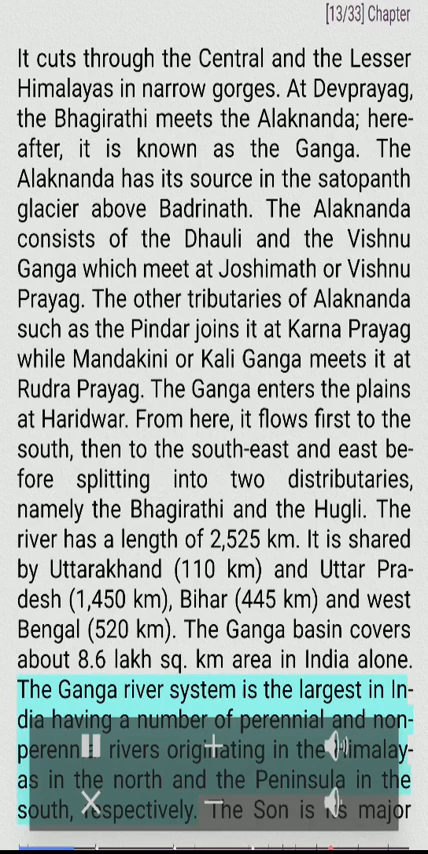 [13/33] Chapter
It cuts through the Central and the Lesser
Himalayas in narrow gorges. At Devprayag,
the Bhagirathi meets the Alaknanda; here-
after, it is known as the Ganga. The
Alaknanda has its source in the satopanth
glacier above Badrinath. The Alaknanda
consists of the Dhauli and the Vishnu
Ganga which meet at Joshimath or Vishnu
Prayag. The other tributaries of Alaknanda
such as the Pindar joins it at Karna Prayag
while Mandakini or Kali Ganga meets it at
Rudra Prayag. The Ganga enters the plains
at Haridwar. From here, it flows first to the
south, then to the south-east and east be-
fore splitting into two distributaries,
namely the Bhagirathi and the Hugli. The
river has a length of 2,525 km. It is shared
by Uttarakhand (110 km) and Uttar Pra-
desh (1,450 km), Bihar (445 km) and west
Bengal (520 km). The Ganga basin covers
about 8.6 lakh sq. km area in India alone.
The Ganga river system is the largest in In-
dia having a number of perennial and non-
perennial rivers originating in the Himalay-
as in the north and the Peninsula in the
south, respectively. The Son is its major